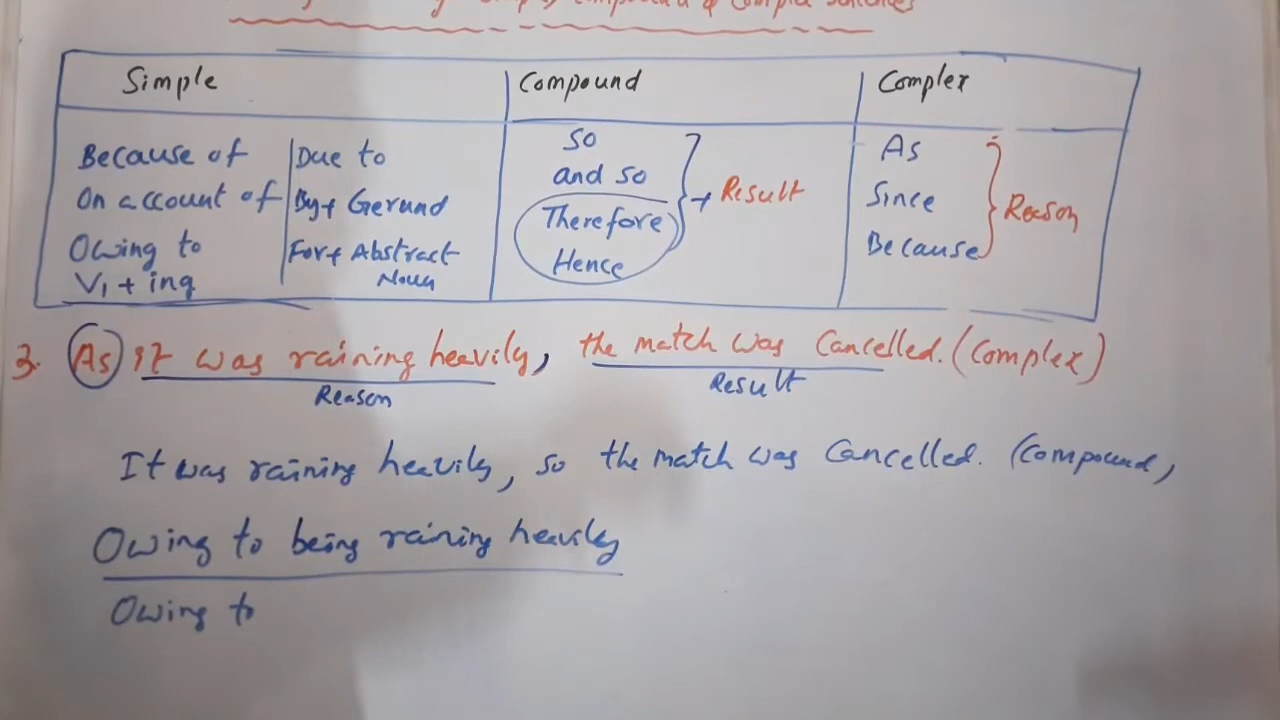 Simple Compound Complex
Because of Due to So As
On account of By+ Gerund and so + Result Since Reason
Owing to For+ Abstract Noun Therefore Because
V1 + ing Hence
3. As it was raining heavily, the match was Cancelled. (Complex)
Reason Result
It was raining heavily, so the match was Cancelled. (Compound)
Owing to being raining heavily
Owing to